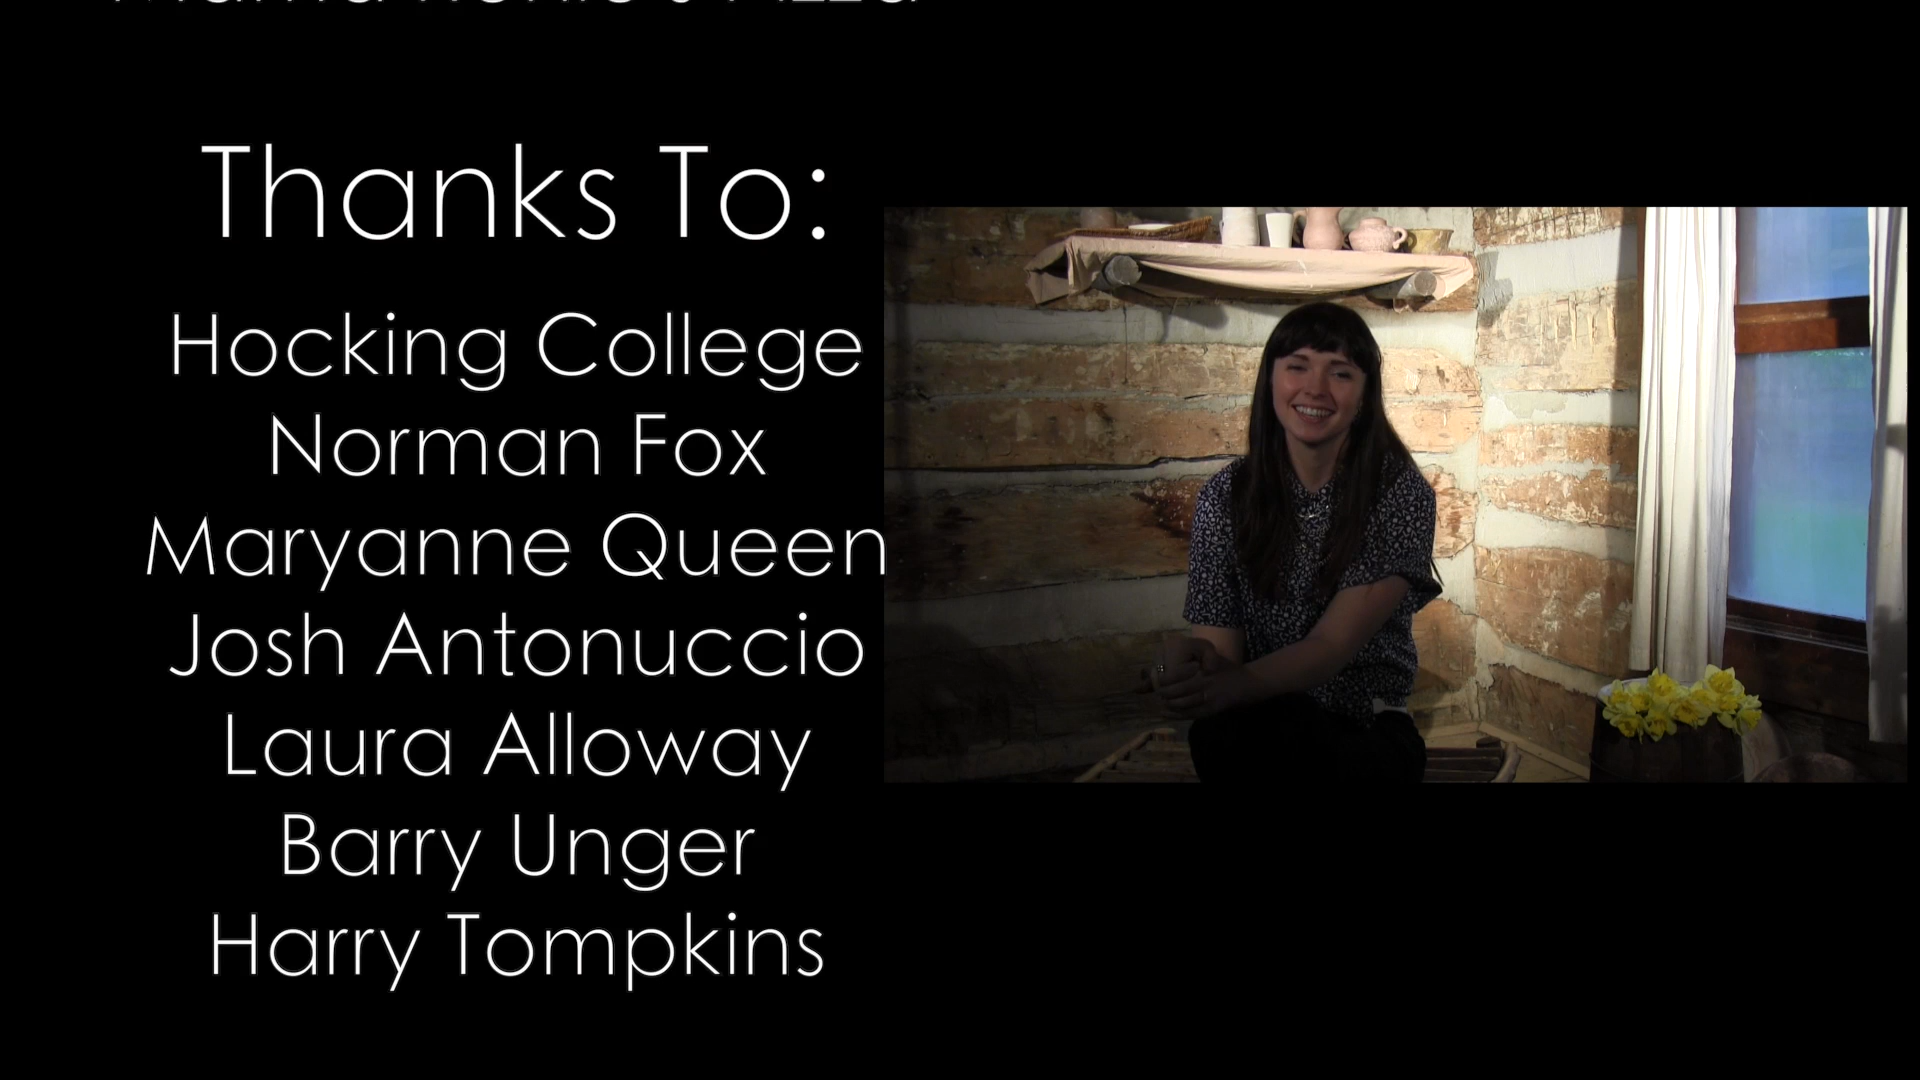 Thanks To:
Hocking College
Norman Fox
Maryanne Queen
Josh Antonuccio
Laura Alloway
Barry Unger
Harry Tompkins